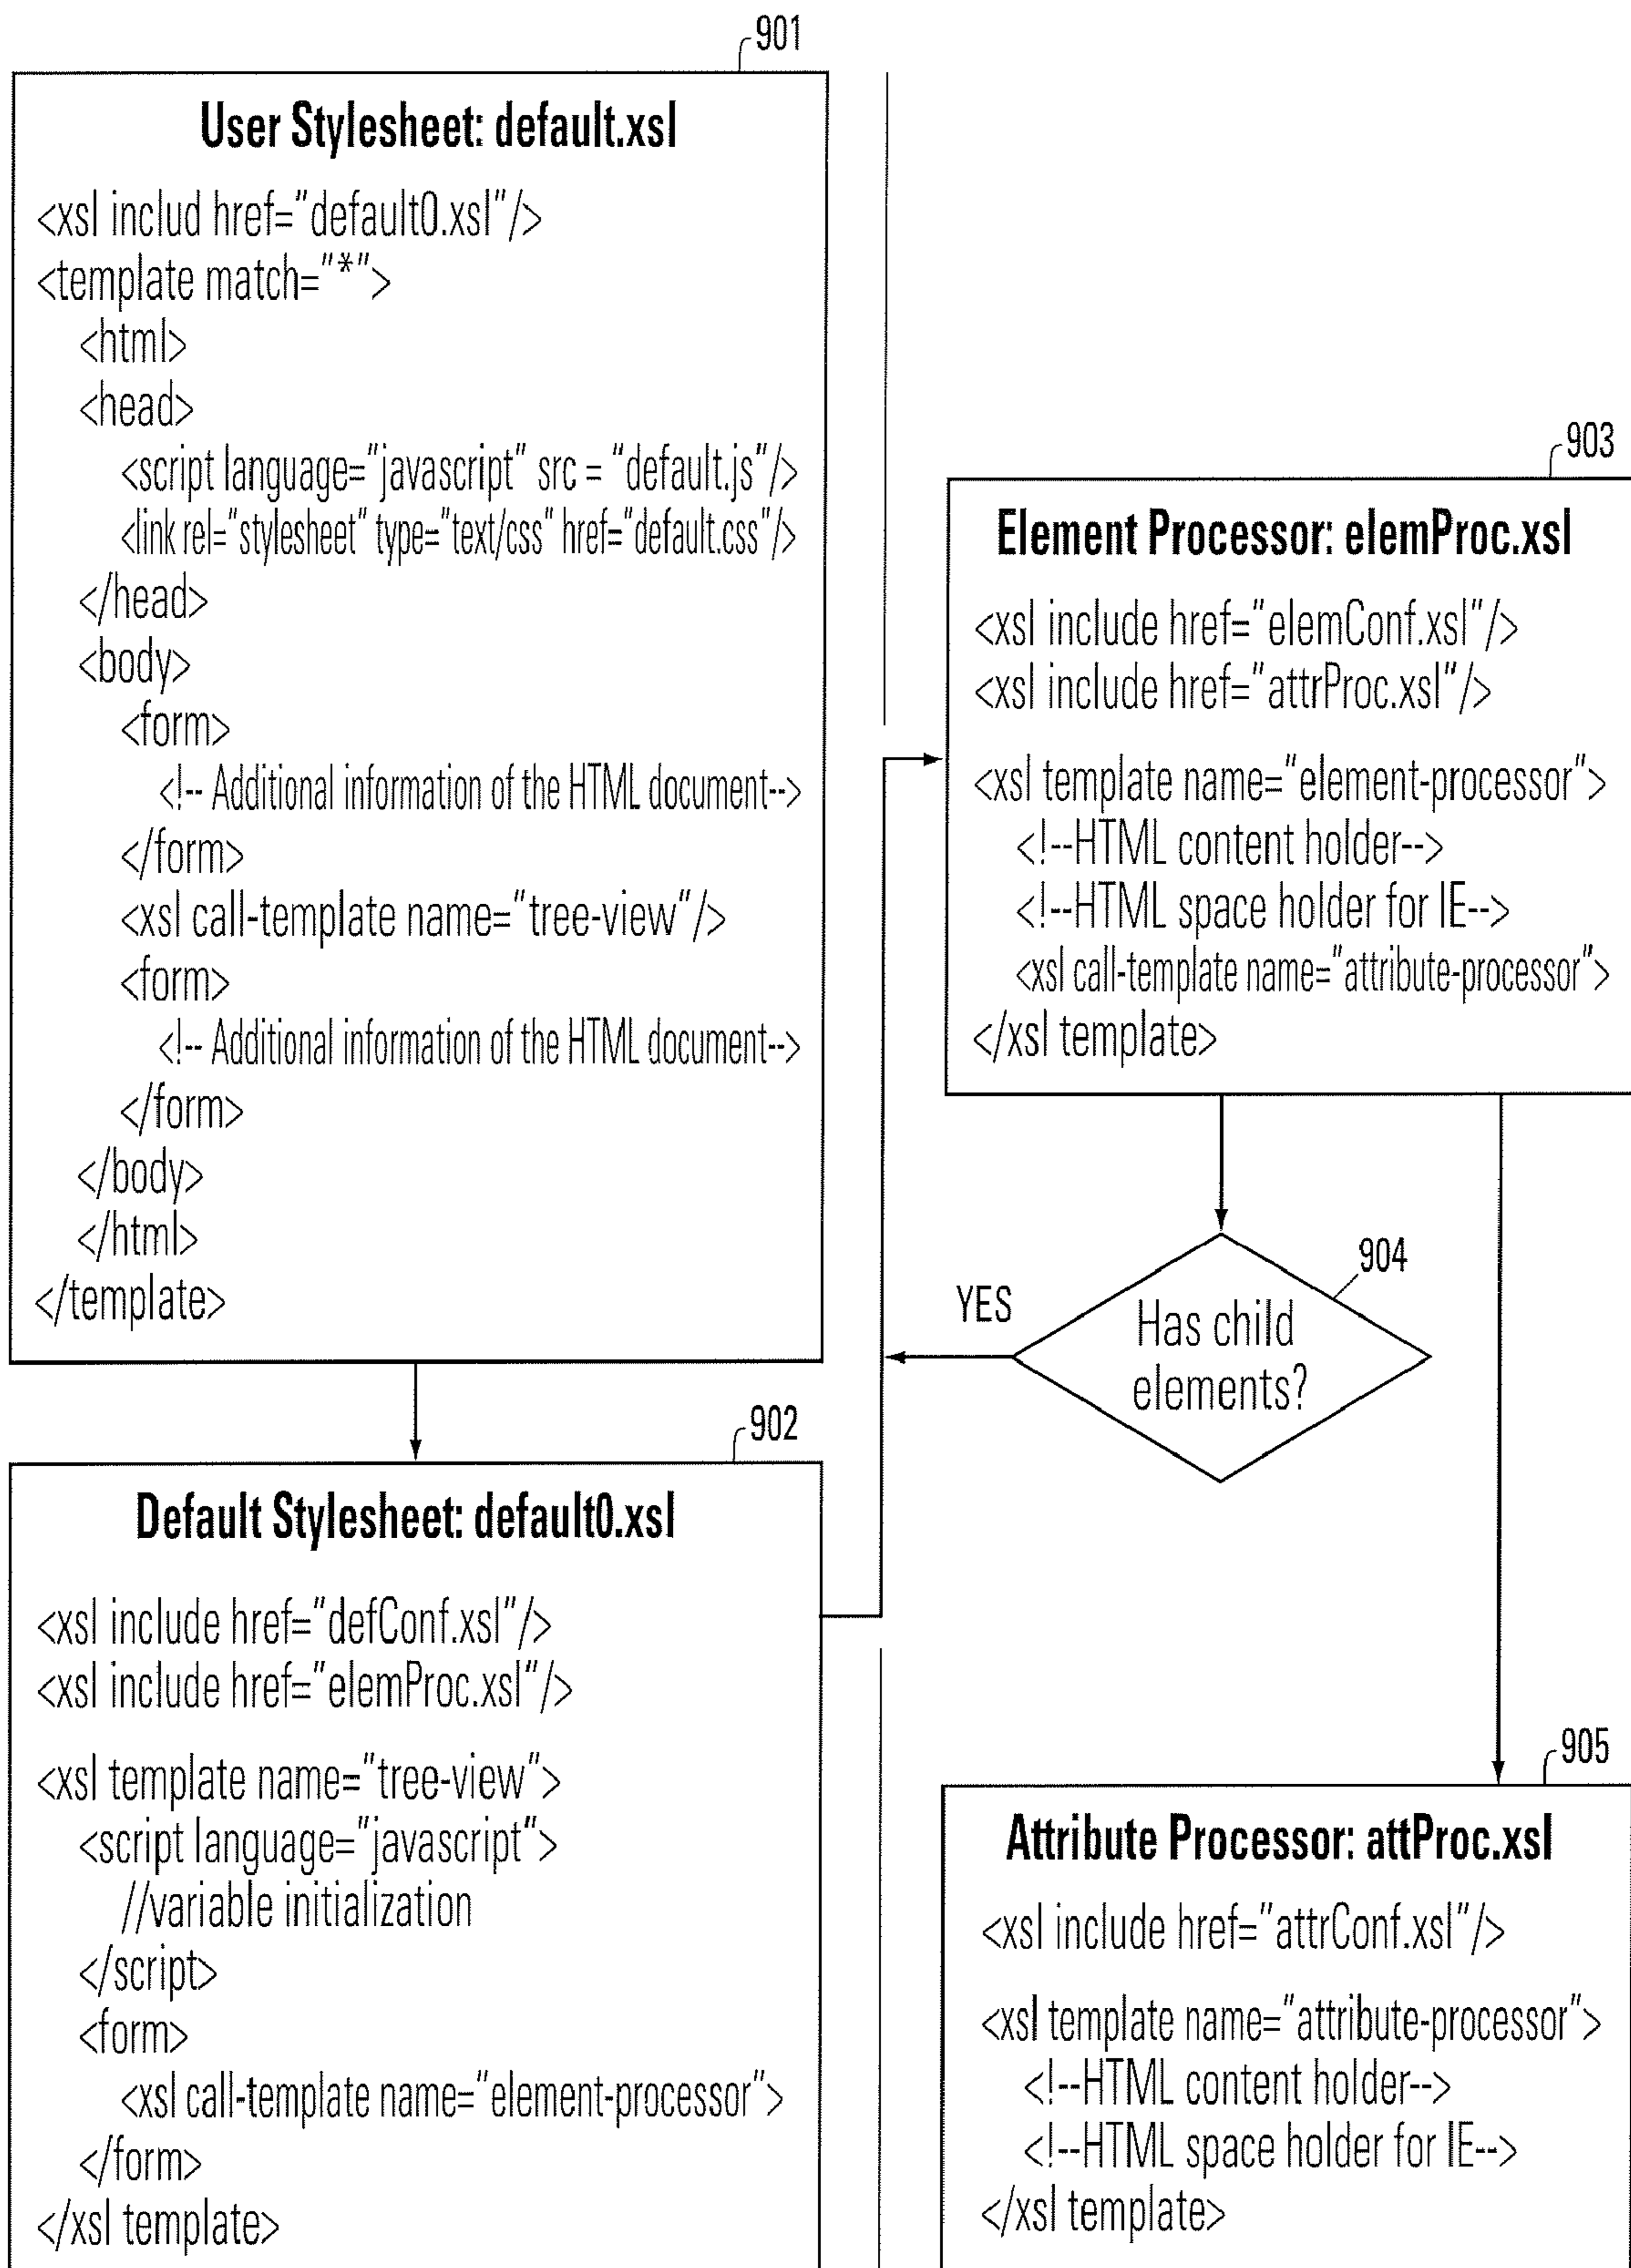 901
User Stylesheet: default.xsl
<xsl includ href="default0.xsl"/>
<template match="*">
<html>
<head>
<script language="javascript" src = "default.js"/>
<link rel="stylesheet" type="text/css" href="default.css"/>
</head>
<body>
<form>
<!-- Additional information of the HTML document-->
</form>
<xsl call-template name="tree-view"/>
<form>
<!-- Additional information of the HTML document-->
</form>
</body>
</html>
</template>
902
Default Stylesheet: default0.xsl
<xsl include href="defConf.xsl"/>
<xsl include href="elemProc.xsl"/>
<xsl template name="tree-view">
<script language="javascript">
//variable initialization
</script>
<form>
<xsl call-template name="element-processor">
</form>
</xsl template>
903
Element Processor: elemProc.xsl
<xsl include href="elemConf.xsl"/>
<xsl include href="attrProc.xsl"/>
<xsl template name="element-processor">
<!--HTML content holder-->
<!--HTML space holder for IE-->
<xsl call-template name="attribute-processor">
</xsl template>
904
YES
Has child
elements?
905
Attribute Processor: attProc.xsl
<xsl include href="attrConf.xsl"/>
<xsl template name="attribute-processor">
<!--HTML content holder-->
<!--HTML space holder for IE-->
</xsl template>